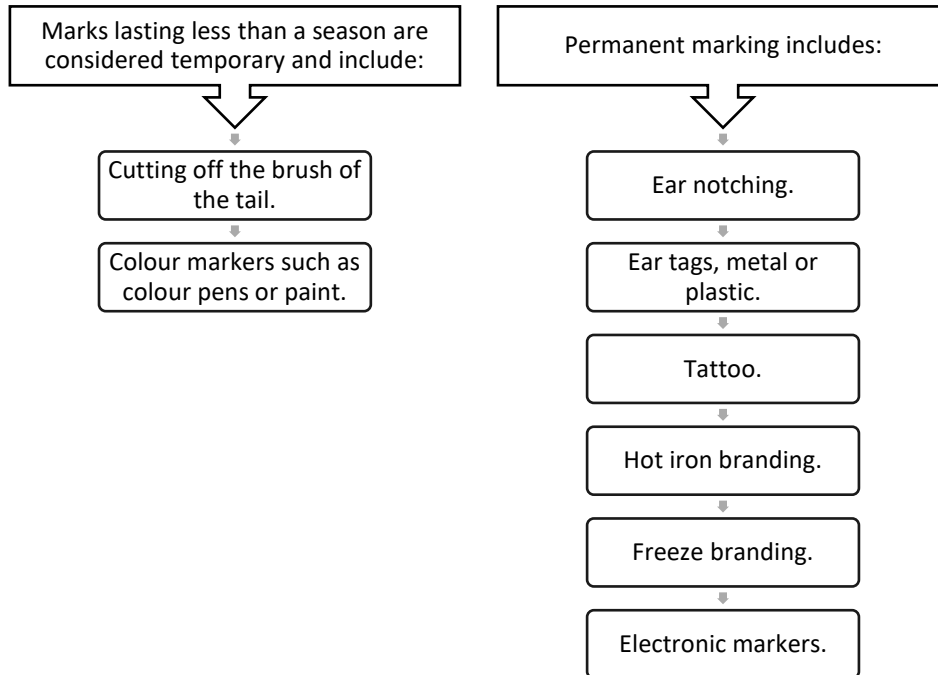 Marks lasting less than a season are
considered temporary and include:
Cutting off the brush of
the tail.
Colour markers such as
colour pens or paint.
Permanent marking includes:
Ear notching.
Ear tags, metal or
plastic.
Tattoo.
Hot iron branding.
Freeze branding.
Electronic markers.